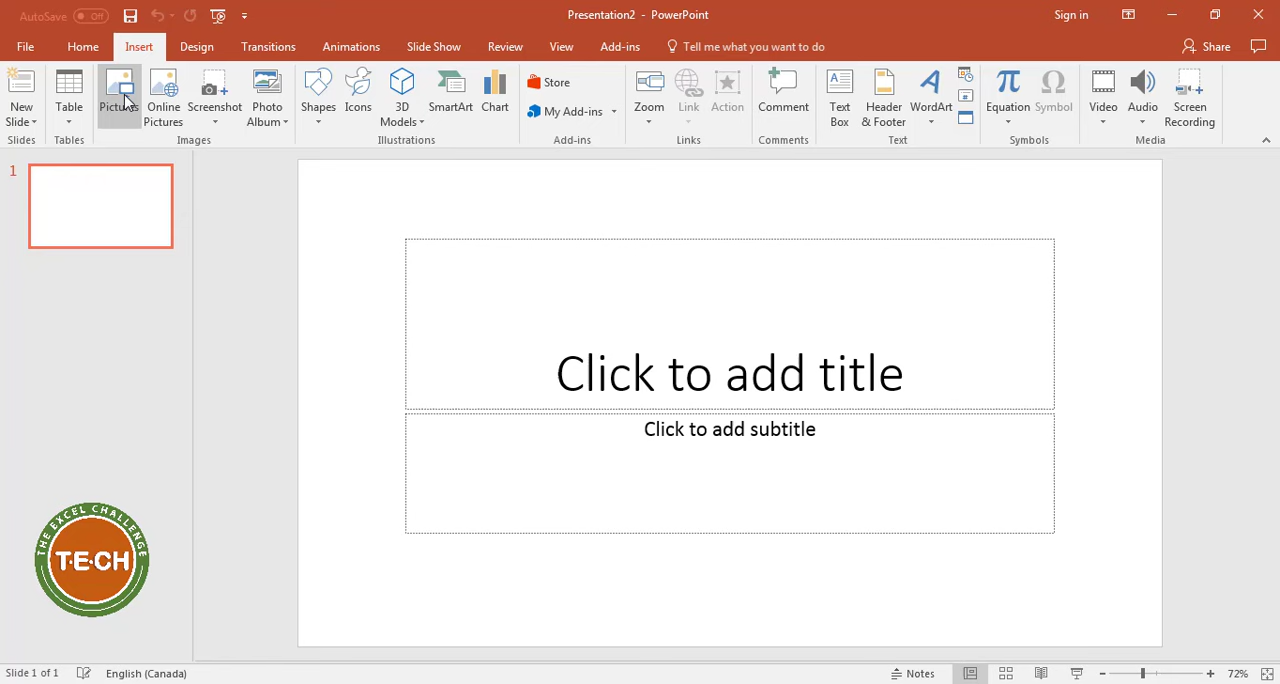 AutoSave Off
Presentation2 - PowerPoint
Sign in
File Home Insert Design Transitions Animations Slide Show Review View Add-ins Tell me what you want to do Share
New Slide
Table
Pictures
Online Pictures
Screenshot
Photo Album
Shapes
Icons
3D Models
SmartArt
Chart
Store
My Add-ins
Zoom
Link
Action
Comment
Text Box
Header & Footer
WordArt
Equation
Symbol
Video
Audio
Screen Recording
Slides Tables Images Illustrations Add-ins Links Comments Text Symbols Media
1
Click to add title
Click to add subtitle
THE EXCEL CHALLENGE
T·E·CH
Slide 1 of 1 English (Canada) Notes 72%